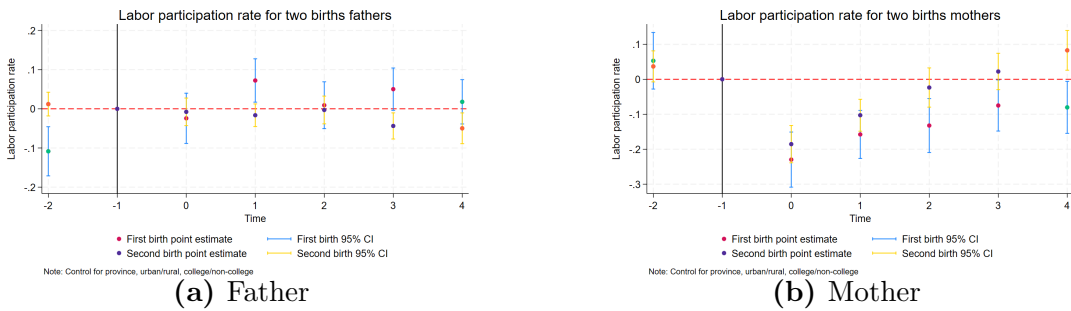 Labor participation rate for two births fathers
Labor participation rate
.2
.1
0
-.1
-.2
-2 -1 0 1 2 3 4
Time
First birth point estimate First birth 95% CI
Second birth point estimate Second birth 95% CI
Note: Control for province, urban/rural, college/non-college
(a) Father
Labor participation rate for two births mothers
Labor participation rate
.1
0
-.1
-.2
-.3
-2 -1 0 1 2 3 4
Time
First birth point estimate First birth 95% CI
Second birth point estimate Second birth 95% CI
Note: Control for province, urban/rural, college/non-college
(b) Mother